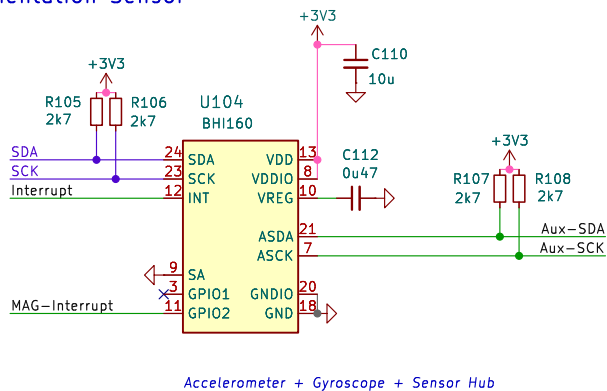 +3V3
C110
10u
+3V3
R105
2k7
R106
2k7
U104
BHI160
SDA
SCK
Interrupt
24
23
12
SDA
SCK
INT
VDD
VDDIO
VREG
13
8
10
C112
0u47
+3V3
R107
2k7
R108
2k7
ASDA
ASCK
21
7
Aux-SDA
Aux-SCK
9
3
11
SA
GPIO1
GPIO2
GNDIO
GND
20
18
MAG-Interrupt
Accelerometer + Gyroscope + Sensor Hub